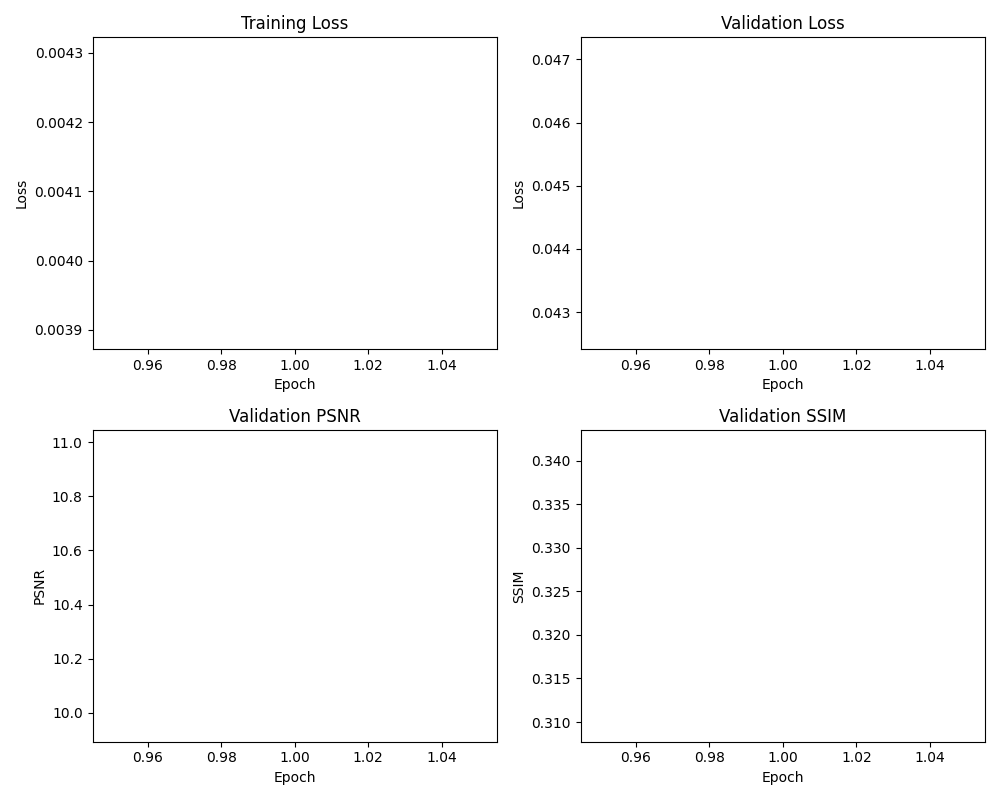 Training Loss
Loss
0.0043
0.0042
0.0041
0.0040
0.0039
0.96 0.98 1.00 1.02 1.04
Epoch
Validation Loss
Loss
0.047
0.046
0.045
0.044
0.043
0.96 0.98 1.00 1.02 1.04
Epoch
Validation PSNR
PSNR
11.0
10.8
10.6
10.4
10.2
10.0
0.96 0.98 1.00 1.02 1.04
Epoch
Validation SSIM
SSIM
0.340
0.335
0.330
0.325
0.320
0.315
0.310
0.96 0.98 1.00 1.02 1.04
Epoch